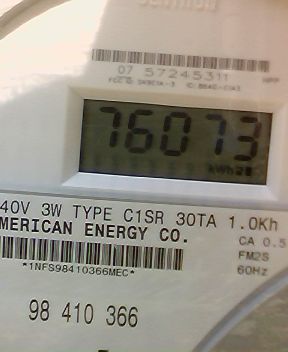 CENTRON
07 57245311
76073
kWh
40V 3W TYPE C1SR 30TA 1.0Kh
MERICAN ENERGY CO.
CA 0.5
FM2S
*1NFS98410366MEC*
60Hz
98 410 366